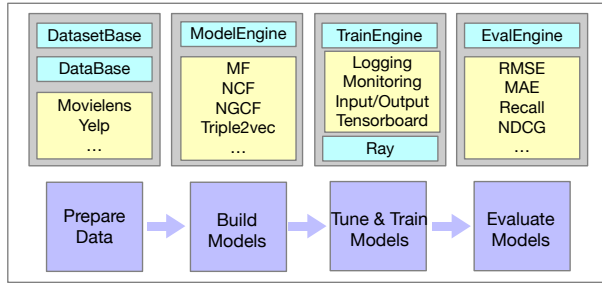 DatasetBase
DataBase
Movielens
Yelp
...
ModelEngine
MF
NCF
NGCF
Triple2vec
...
TrainEngine
Logging
Monitoring
Input/Output
Tensorboard
Ray
EvalEngine
RMSE
MAE
Recall
NDCG
...
Prepare
Data
Build
Models
Tune & Train
Models
Evaluate
Models